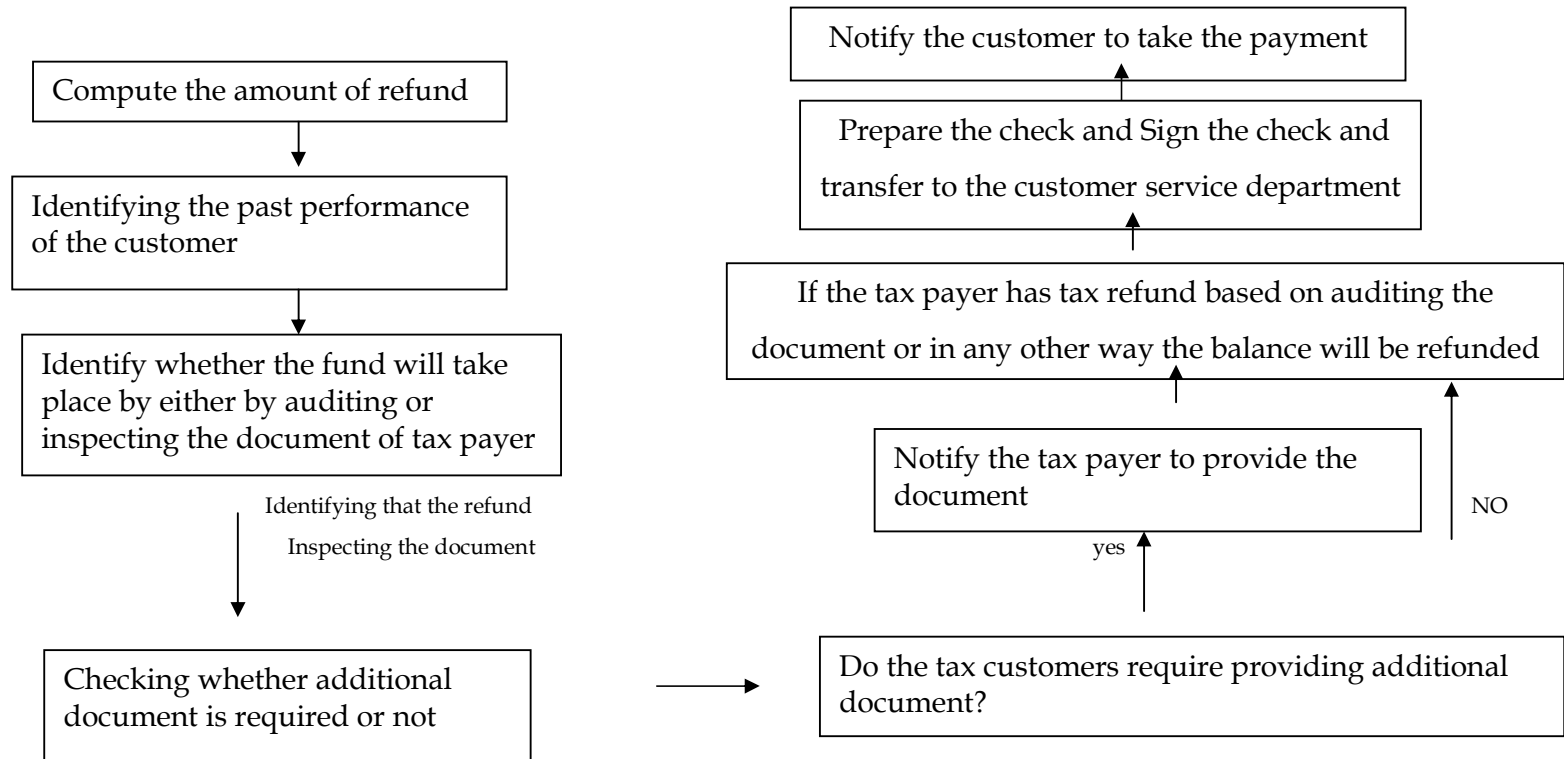 Compute the amount of refund
Identifying the past performance
of the customer
Identify whether the fund will take
place by either by auditing or
inspecting the document of tax payer
Identifying that the refund
Inspecting the document
Checking whether additional
document is required or not
Do the tax customers require providing additional
document?
yes
NO
Notify the tax payer to provide the
document
If the tax payer has tax refund based on auditing the
document or in any other way the balance will be refunded
Prepare the check and Sign the check and
transfer to the customer service department
Notify the customer to take the payment